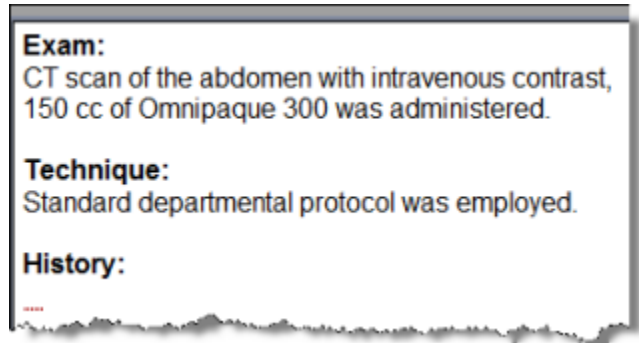 Exam:
CT scan of the abdomen with intravenous contrast,
150 cc of Omnipaque 300 was administered.
Technique:
Standard departmental protocol was employed.
History: